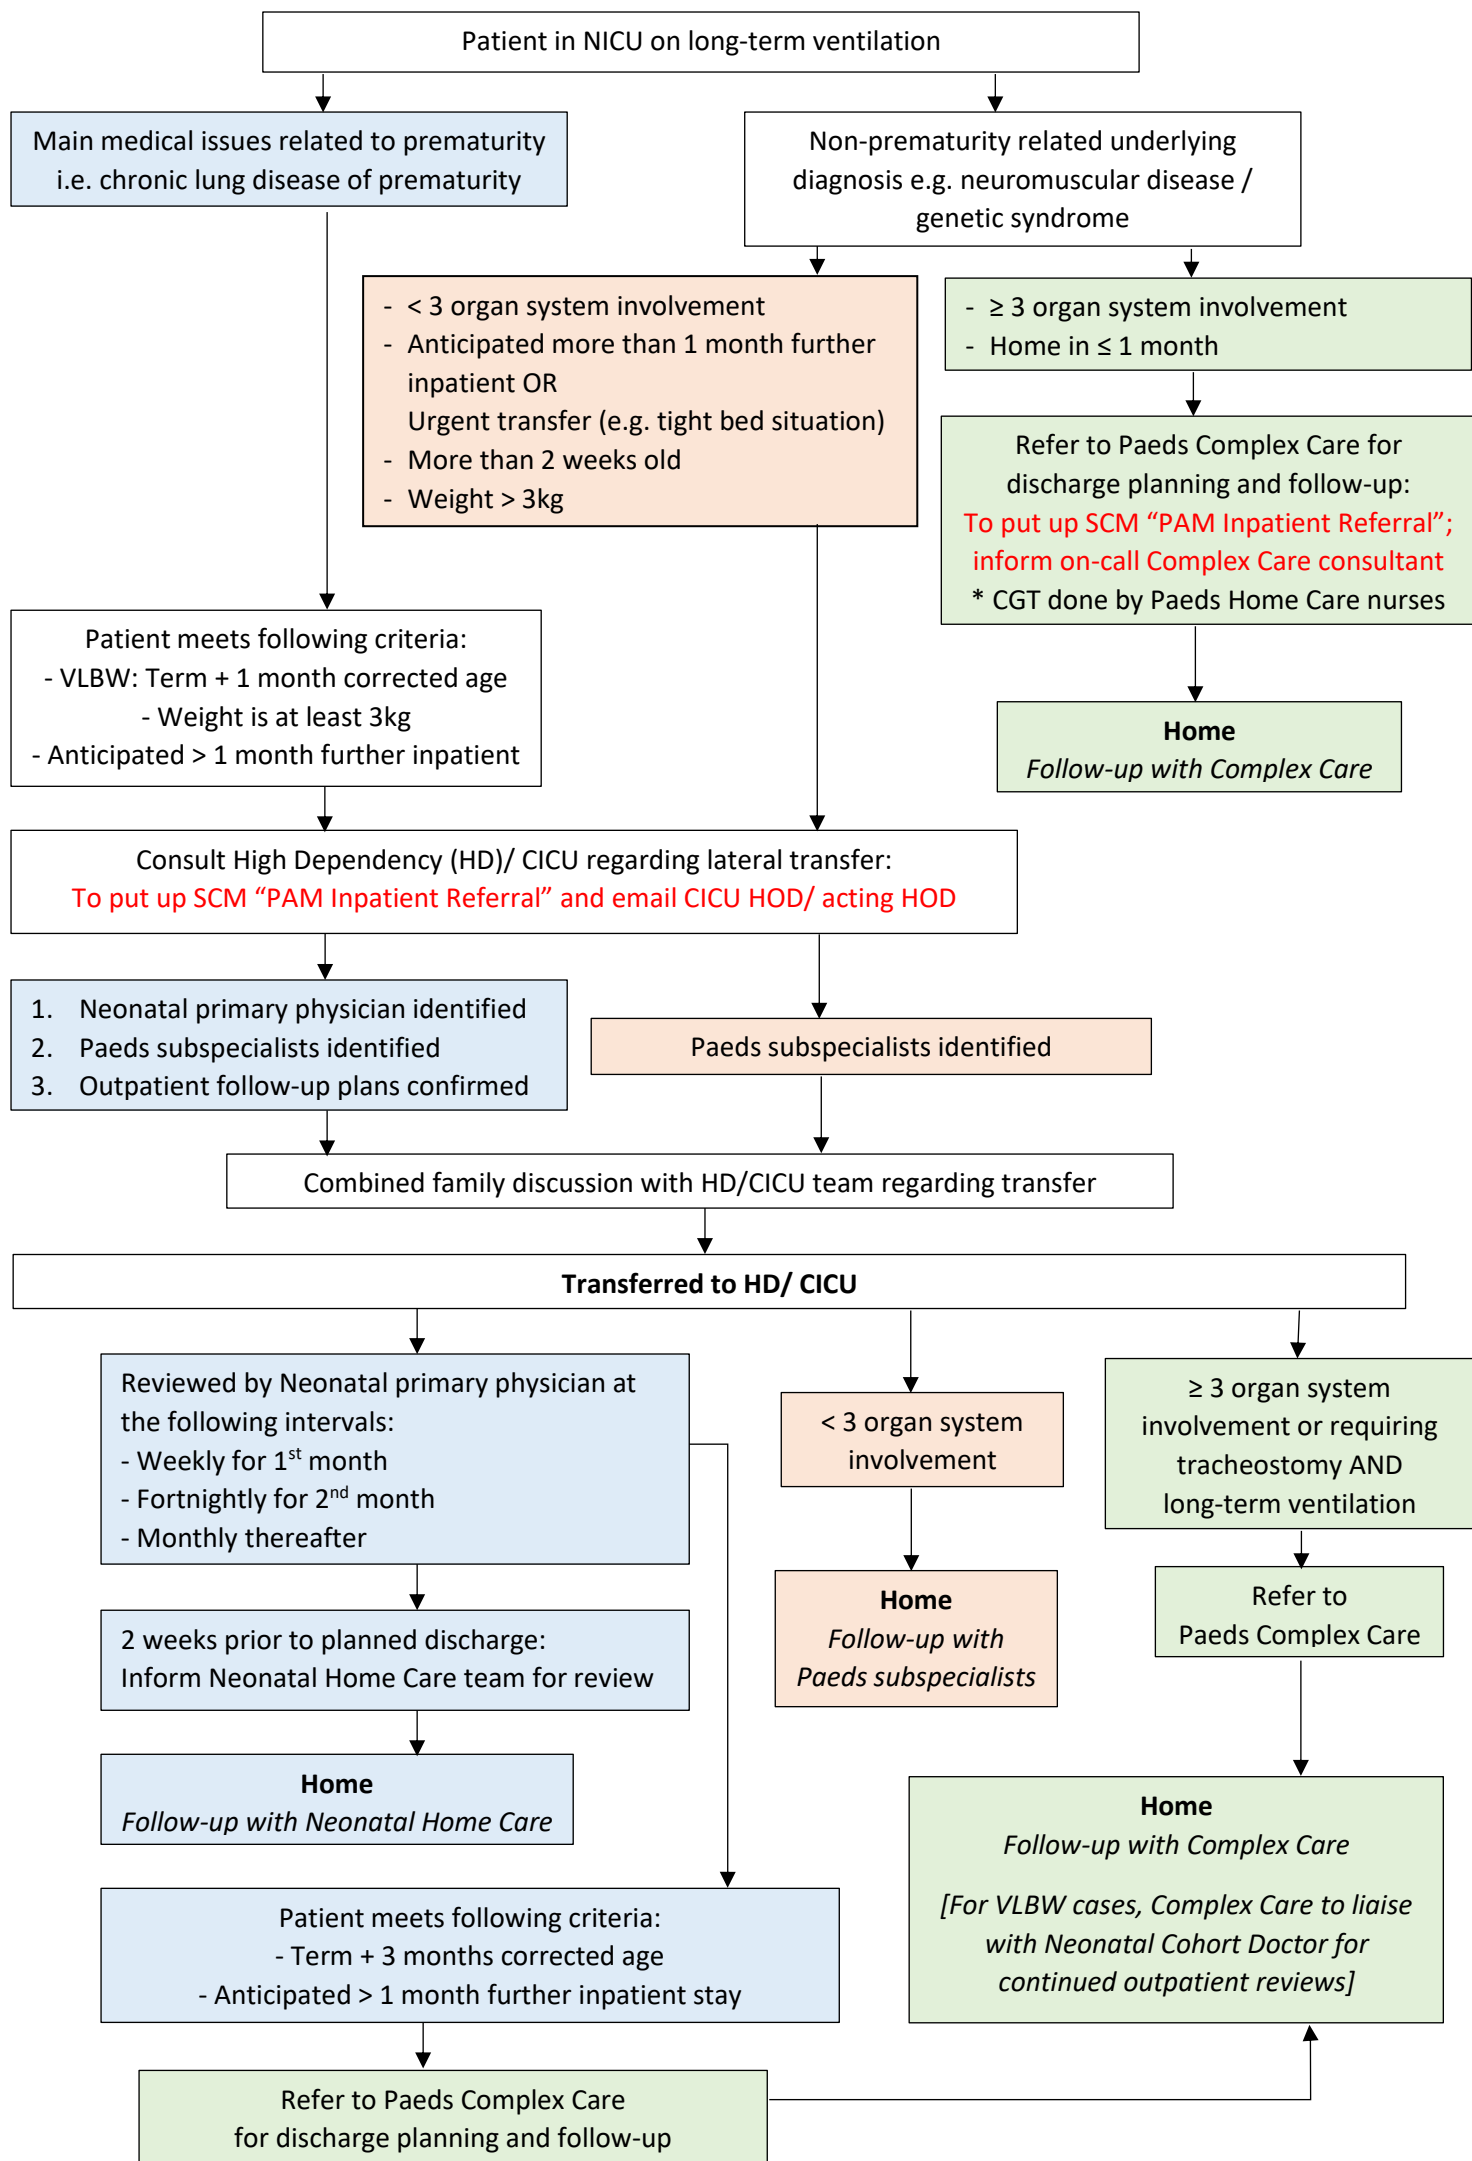 Patient in NICU on long-term ventilation
Main medical issues related to prematurity
i.e. chronic lung disease of prematurity
Non-prematurity related underlying
diagnosis e.g. neuromuscular disease /
genetic syndrome
- < 3 organ system involvement
- Anticipated more than 1 month further
inpatient OR
Urgent transfer (e.g. tight bed situation)
- More than 2 weeks old
- Weight > 3kg
- ≥ 3 organ system involvement
- Home in ≤ 1 month
Refer to Paeds Complex Care for
discharge planning and follow-up:
To put up SCM “PAM Inpatient Referral”;
inform on-call Complex Care consultant
* CGT done by Paeds Home Care nurses
Patient meets following criteria:
- VLBW: Term + 1 month corrected age
- Weight is at least 3kg
- Anticipated > 1 month further inpatient
Home
Follow-up with Complex Care
Consult High Dependency (HD)/ CICU regarding lateral transfer:
To put up SCM “PAM Inpatient Referral” and email CICU HOD/ acting HOD
1. Neonatal primary physician identified
2. Paeds subspecialists identified
3. Outpatient follow-up plans confirmed
Paeds subspecialists identified
Combined family discussion with HD/CICU team regarding transfer
Transferred to HD/ CICU
Reviewed by Neonatal primary physician at
the following intervals:
- Weekly for 1st month
- Fortnightly for 2nd month
- Monthly thereafter
< 3 organ system
involvement
≥ 3 organ system
involvement or requiring
tracheostomy AND
long-term ventilation
Home
Follow-up with
Paeds subspecialists
Refer to
Paeds Complex Care
2 weeks prior to planned discharge:
Inform Neonatal Home Care team for review
Home
Follow-up with Neonatal Home Care
Home
Follow-up with Complex Care
[For VLBW cases, Complex Care to liaise
with Neonatal Cohort Doctor for
continued outpatient reviews]
Patient meets following criteria:
- Term + 3 months corrected age
- Anticipated > 1 month further inpatient stay
Refer to Paeds Complex Care
for discharge planning and follow-up